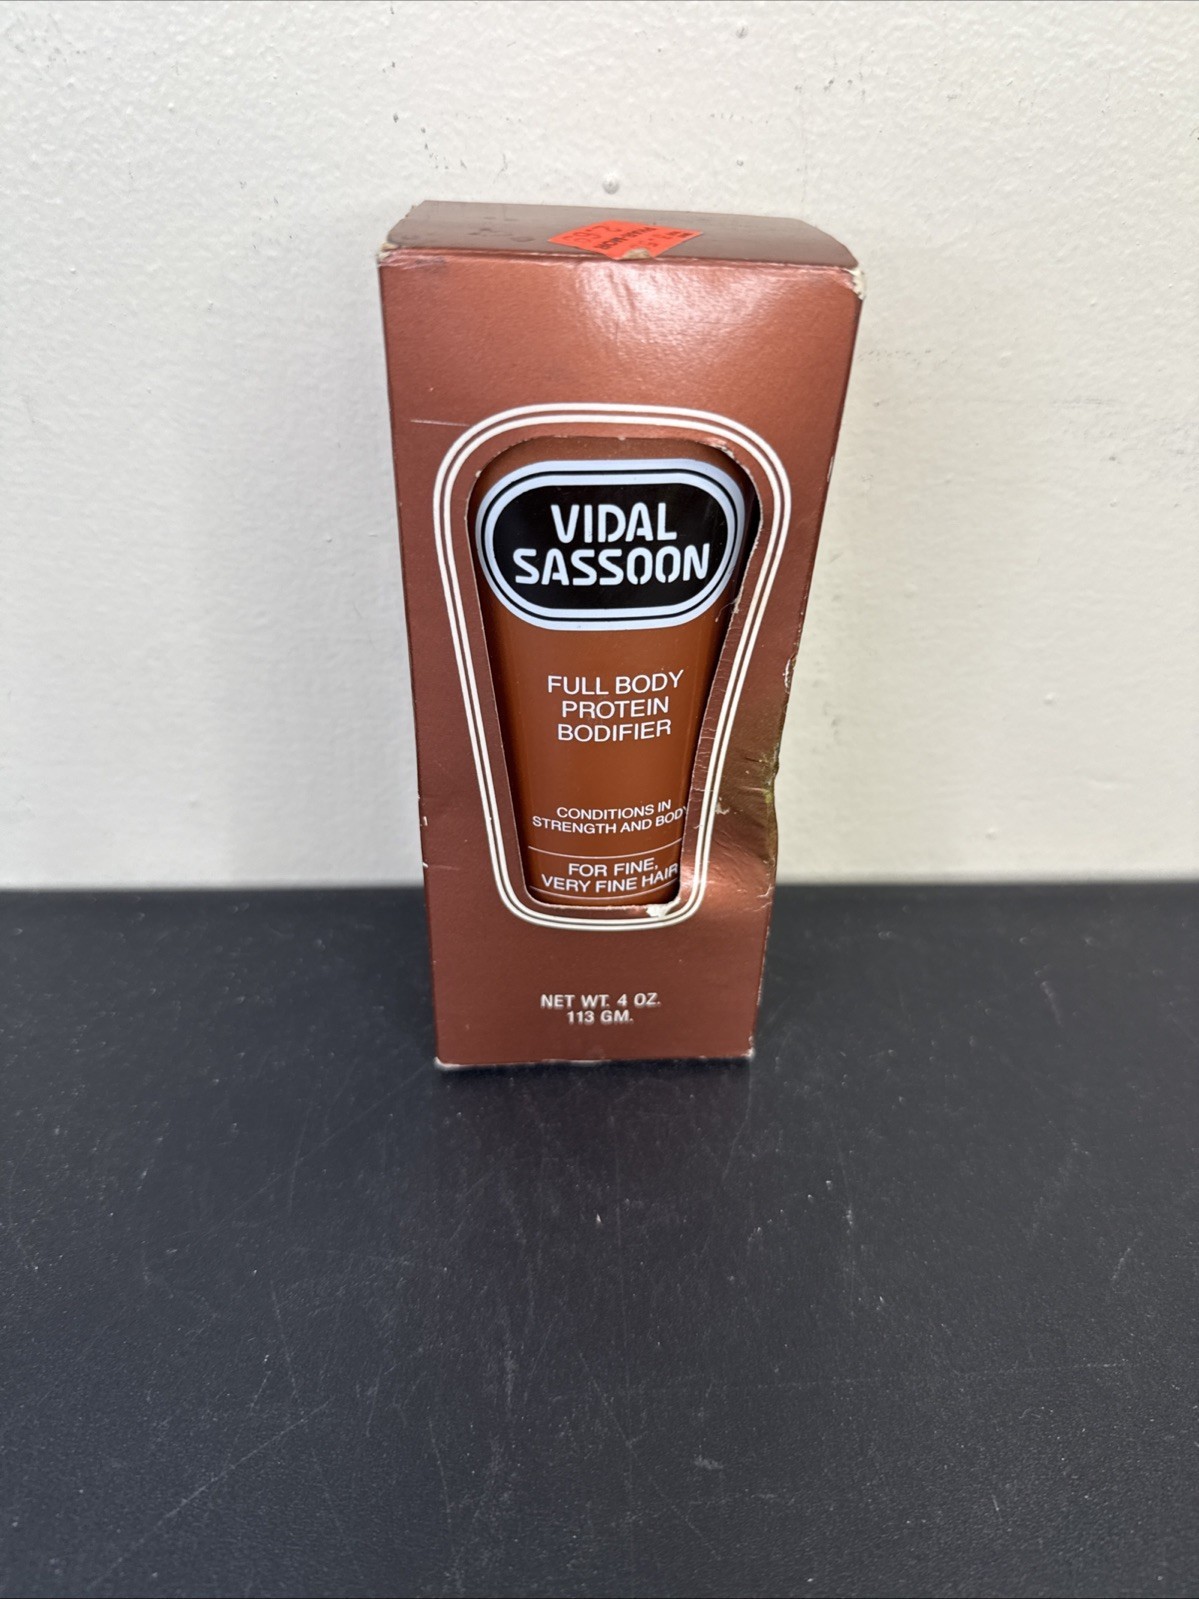 VIDAL
SASSOON
FULL BODY
PROTEIN
BODIFIER
CONDITIONS IN
STRENGTH AND BODY
FOR FINE,
VERY FINE HAIR
NET WT. 4 OZ.
113 GM.